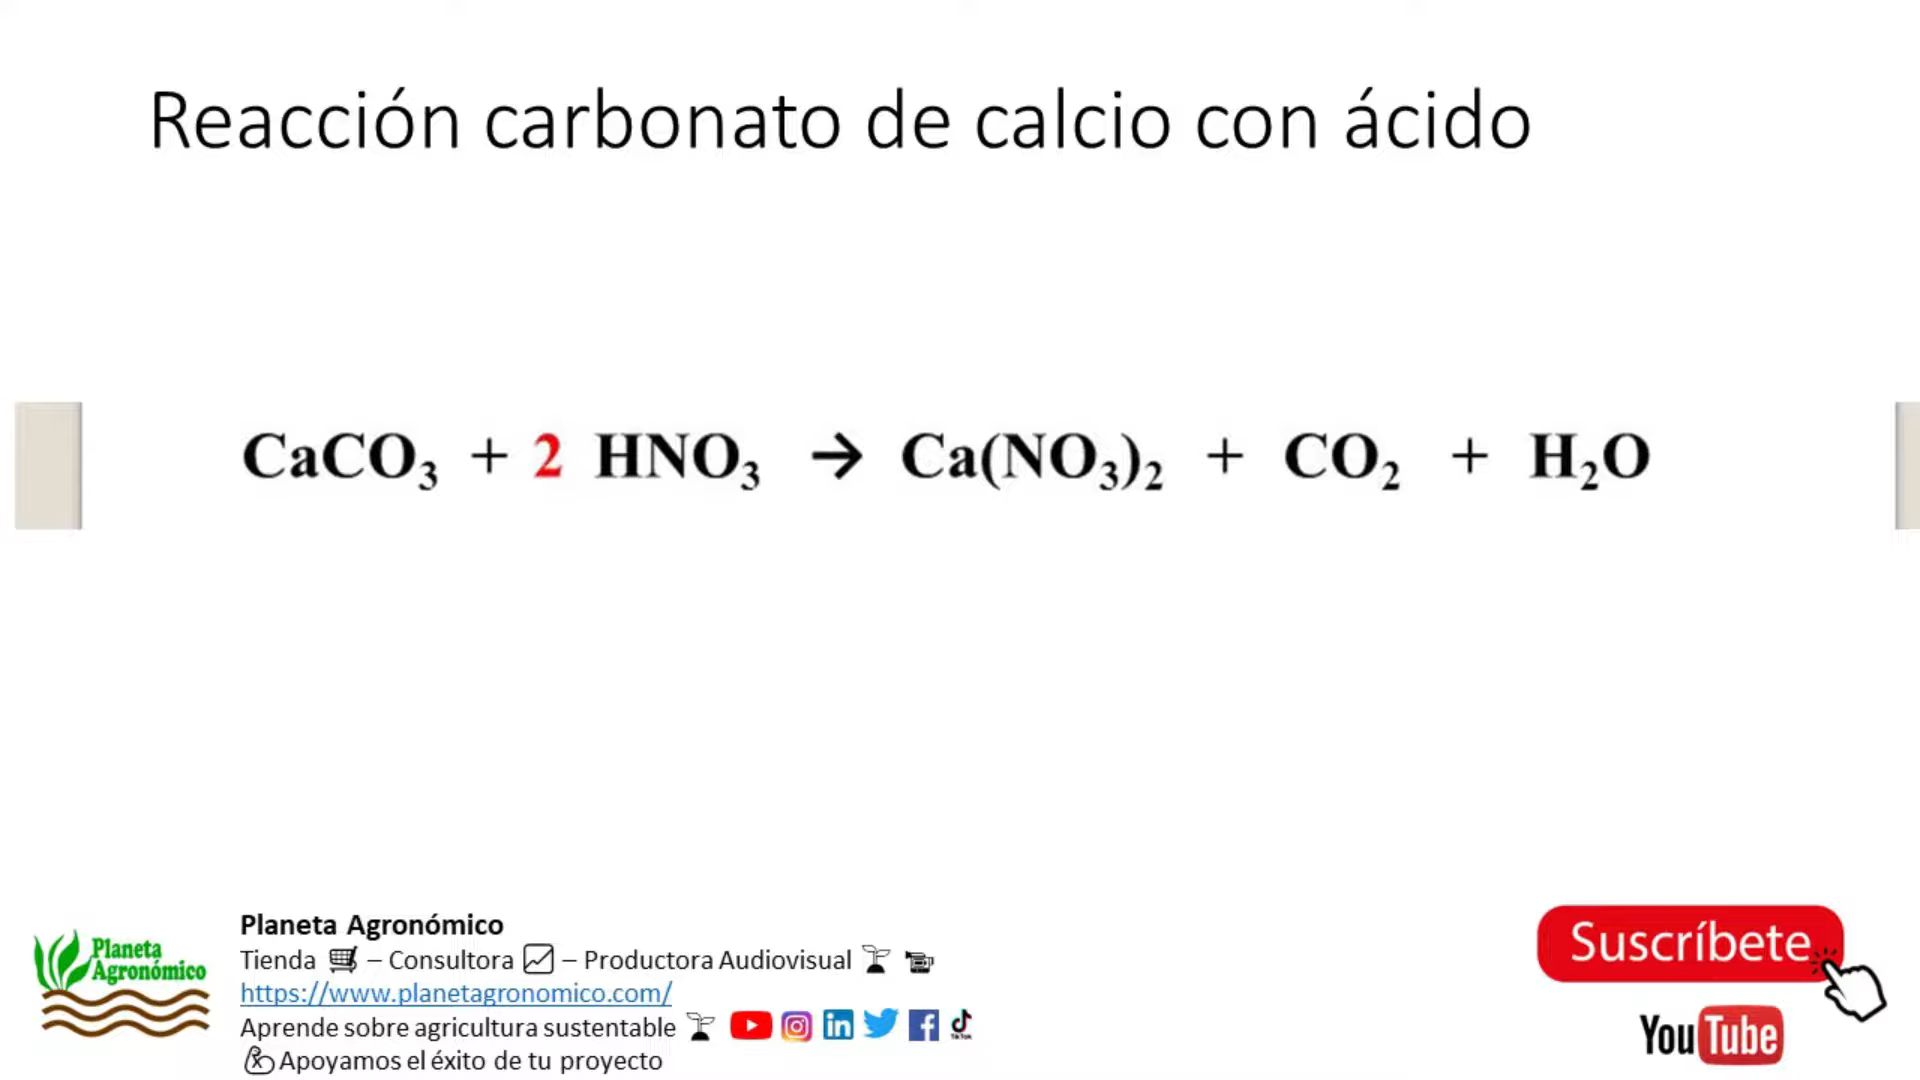 Reacción carbonato de calcio con ácido
CaCO₃ + 2 HNO₃ → Ca(NO₃)₂ + CO₂ + H₂O
Planeta Agronómico
Tienda – Consultora – Productora Audiovisual
https://www.planetagronomico.com/
Aprende sobre agricultura sustentable
Apoyamos el éxito de tu proyecto
Planeta
Agronómico
in
TikTok
Suscríbete
YouTube